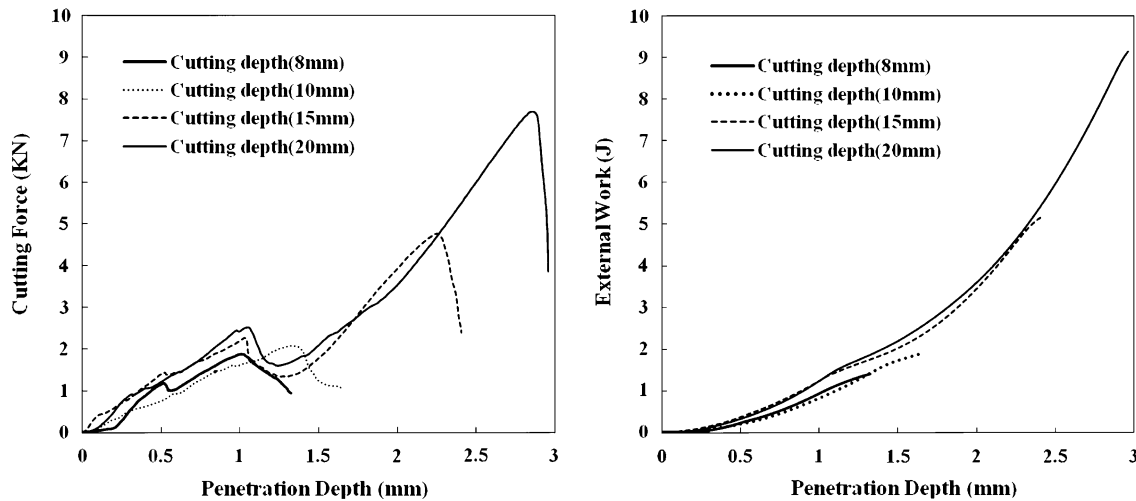 10
9
8
7
6
5
4
3
2
1
0
Cutting Force (KN)
Cutting depth(8mm)
Cutting depth(10mm)
Cutting depth(15mm)
Cutting depth(20mm)
0 0.5 1 1.5 2 2.5 3
Penetration Depth (mm)
10
9
8
7
6
5
4
3
2
1
0
External Work (J)
Cutting depth(8mm)
Cutting depth(10mm)
Cutting depth(15mm)
Cutting depth(20mm)
0 0.5 1 1.5 2 2.5 3
Penetration Depth (mm)